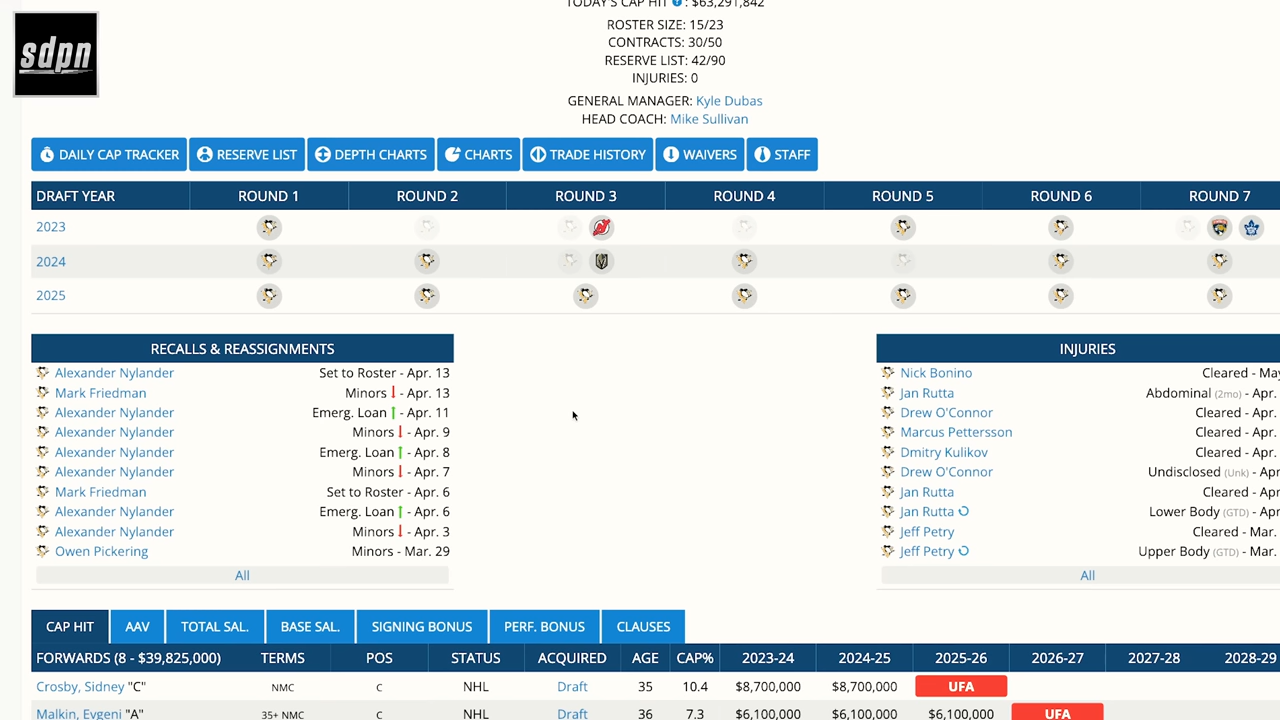 sdpn
TODAY'S CAP HIT : $63,291,842
ROSTER SIZE: 15/23
CONTRACTS: 30/50
RESERVE LIST: 42/90
INJURIES: 0
GENERAL MANAGER: Kyle Dubas
HEAD COACH: Mike Sullivan
DAILY CAP TRACKER RESERVE LIST DEPTH CHARTS CHARTS TRADE HISTORY WAIVERS STAFF
DRAFT YEAR ROUND 1 ROUND 2 ROUND 3 ROUND 4 ROUND 5 ROUND 6 ROUND 7
2023
2024
2025
RECALLS & REASSIGNMENTS
Alexander Nylander Set to Roster - Apr. 13
Mark Friedman Minors - Apr. 13
Alexander Nylander Emerg. Loan - Apr. 11
Alexander Nylander Minors - Apr. 9
Alexander Nylander Emerg. Loan - Apr. 8
Alexander Nylander Minors - Apr. 7
Mark Friedman Set to Roster - Apr. 6
Alexander Nylander Emerg. Loan - Apr. 6
Alexander Nylander Minors - Apr. 3
Owen Pickering Minors - Mar. 29
All
INJURIES
Nick Bonino Cleared - May
Jan Rutta Abdominal (2mo) - Apr.
Drew O'Connor Cleared - Apr.
Marcus Pettersson Cleared - Apr.
Dmitry Kulikov Cleared - Apr.
Drew O'Connor Undisclosed (Unk) - Apr.
Jan Rutta Cleared - Apr
Jan Rutta Lower Body (GTD) - Apr
Jeff Petry Cleared - Mar.
Jeff Petry Upper Body (GTD) - Mar.
All
CAP HIT AAV TOTAL SAL. BASE SAL. SIGNING BONUS PERF. BONUS CLAUSES
FORWARDS (8 - $39,825,000) TERMS POS STATUS ACQUIRED AGE CAP% 2023-24 2024-25 2025-26 2026-27 2027-28 2028-29
Crosby, Sidney "C" NMC C NHL Draft 35 10.4 $8,700,000 $8,700,000 UFA
Malkin, Evgeni "A" 35+ NMC C NHL Draft 36 7.3 $6,100,000 $6,100,000 $6,100,000 UFA